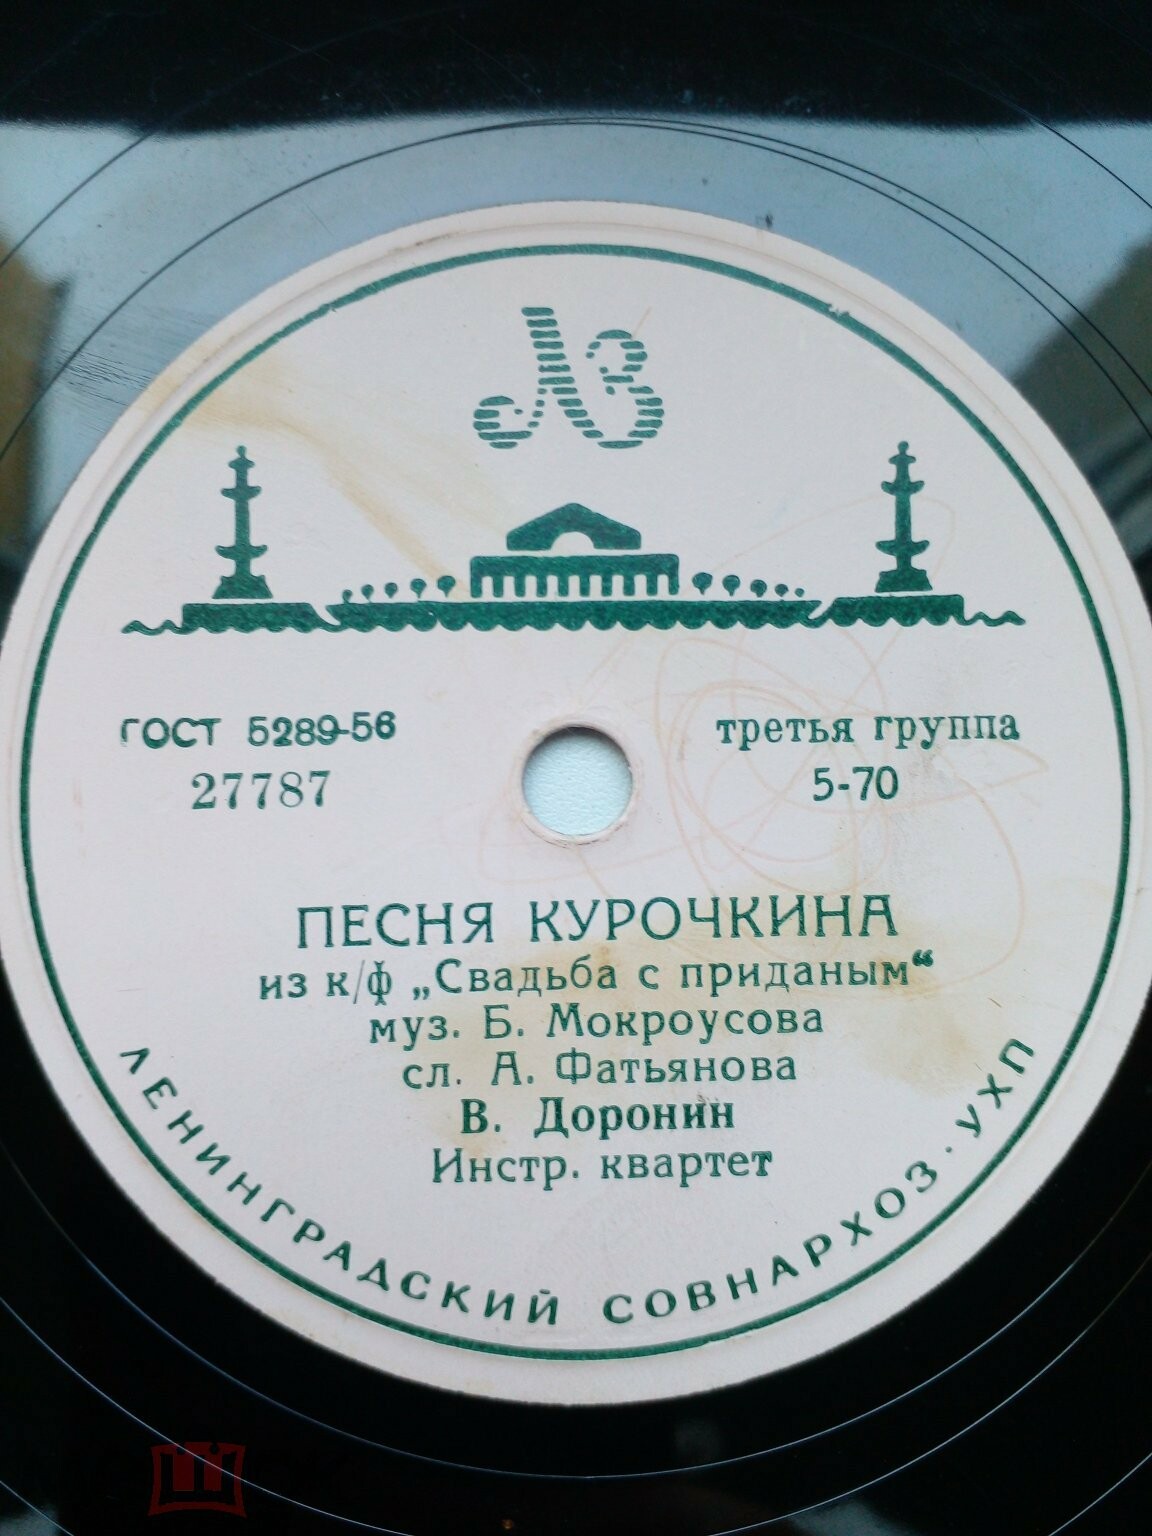 ЛЗ
ГОСТ 5289-56
27787
третья группа
5-70
ПЕСНЯ КУРОЧКИНА
из к/ф „Свадьба с приданым“
муз. Б. Мокроусова
сл. А. Фатьянова
В. Доронин
Инстр. квартет
ЛЕНИНГРАДСКИЙ СОВНАРХОЗ · УХП